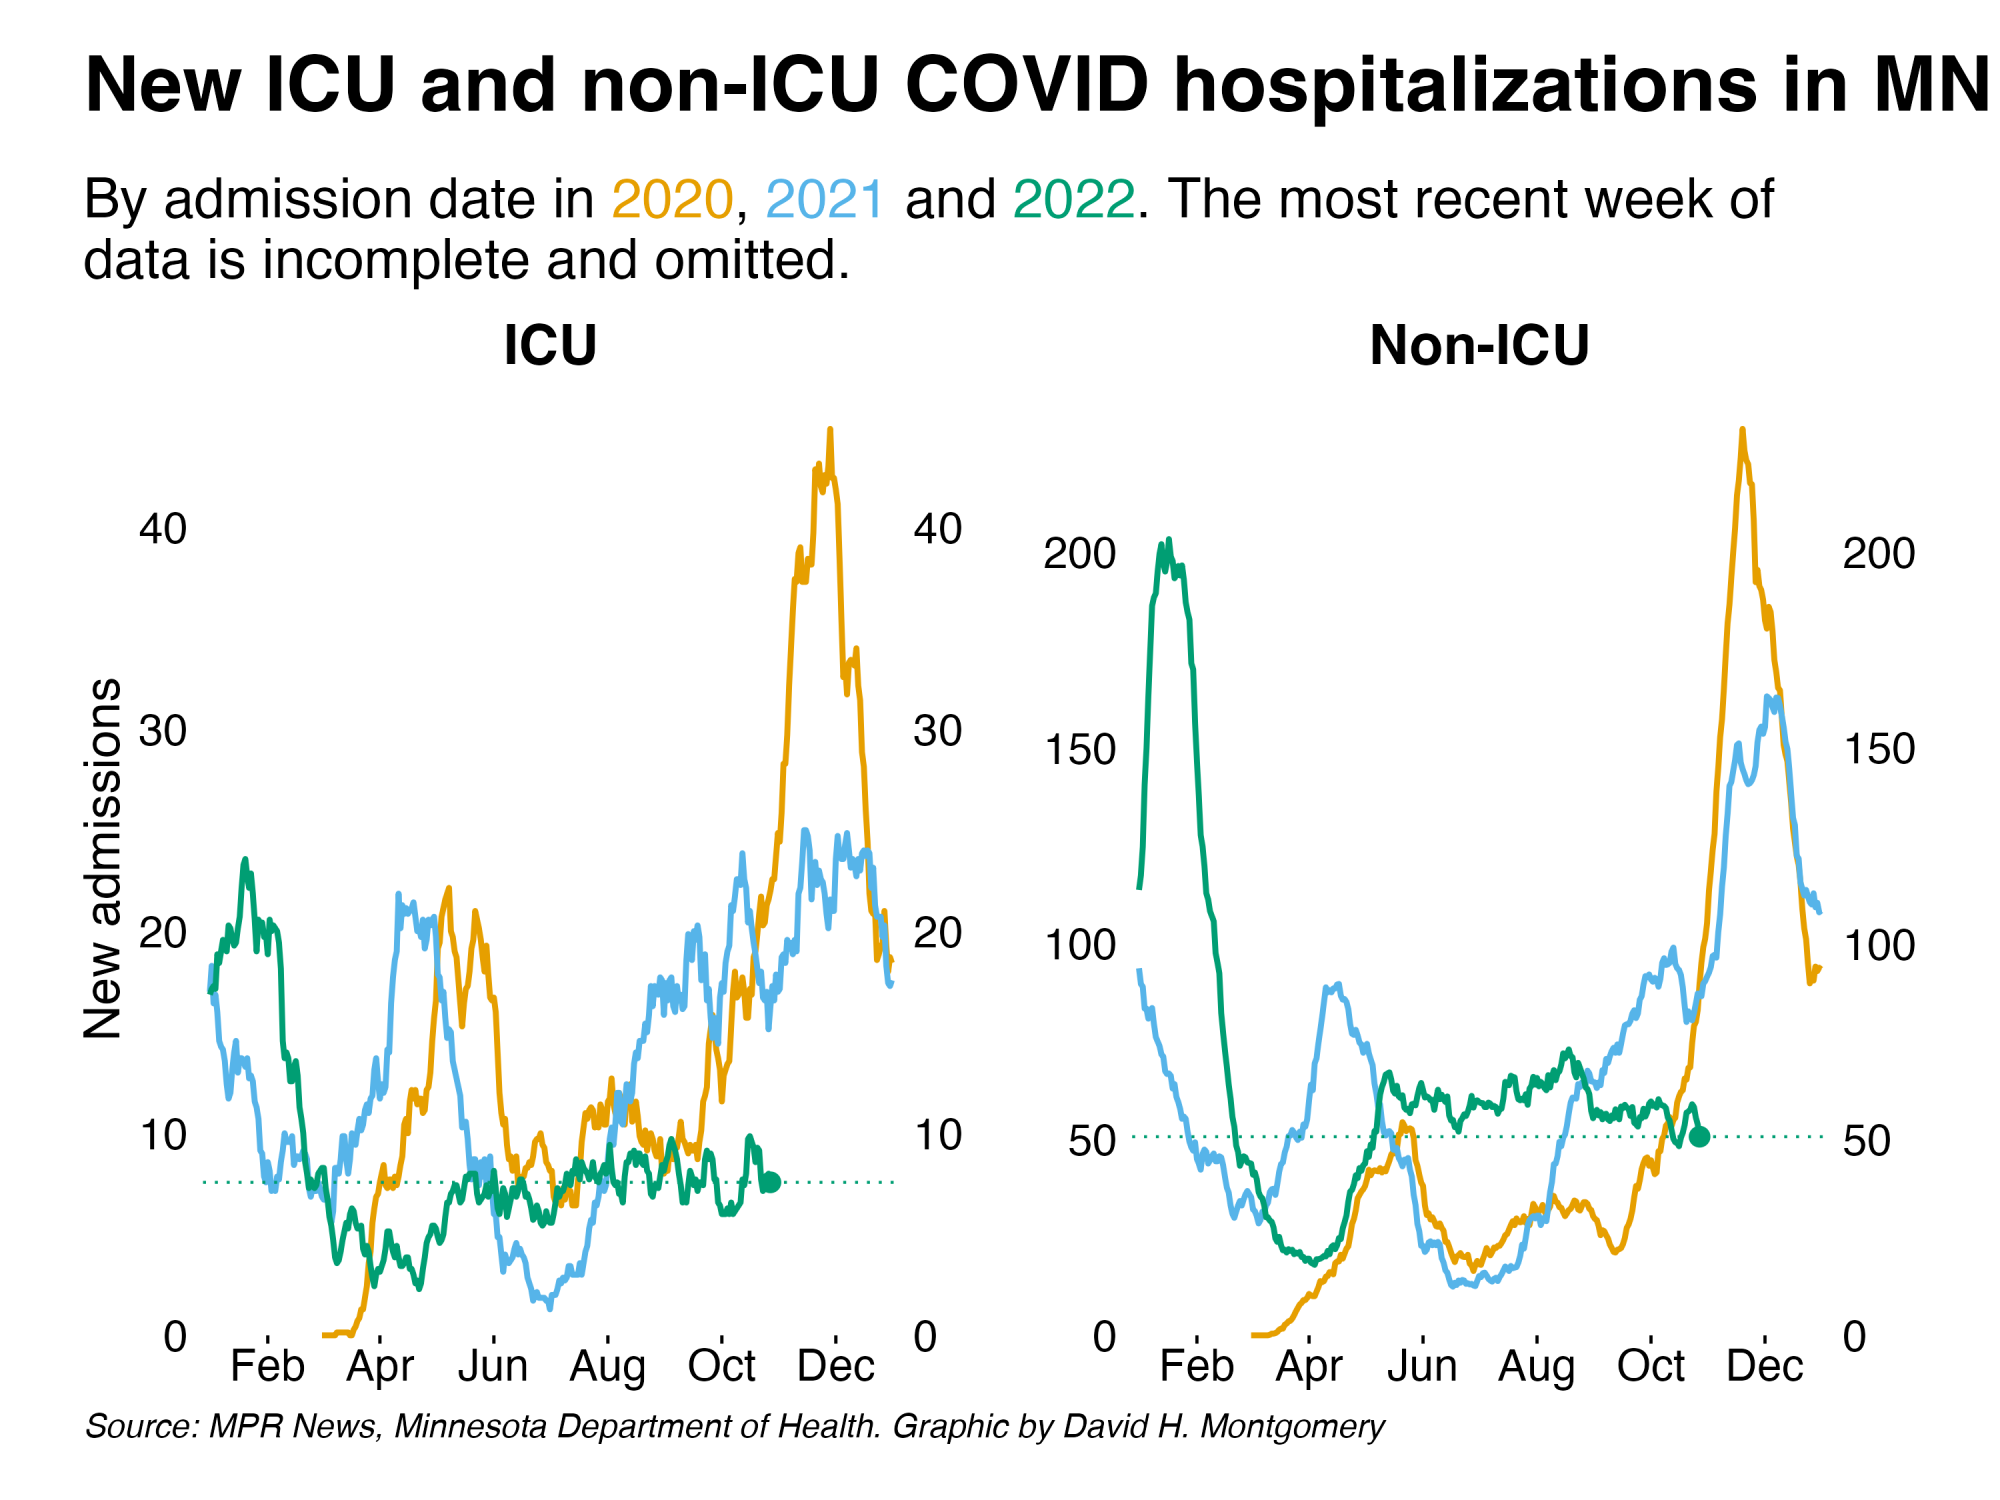 New ICU and non-ICU COVID hospitalizations in MN
By admission date in 2020, 2021 and 2022. The most recent week of
data is incomplete and omitted.
ICU
Non-ICU
New admissions
40
30
20
10
0
40
30
20
10
0
Feb Apr Jun Aug Oct Dec
200
150
100
50
0
200
150
100
50
0
Feb Apr Jun Aug Oct Dec
Source: MPR News, Minnesota Department of Health. Graphic by David H. Montgomery